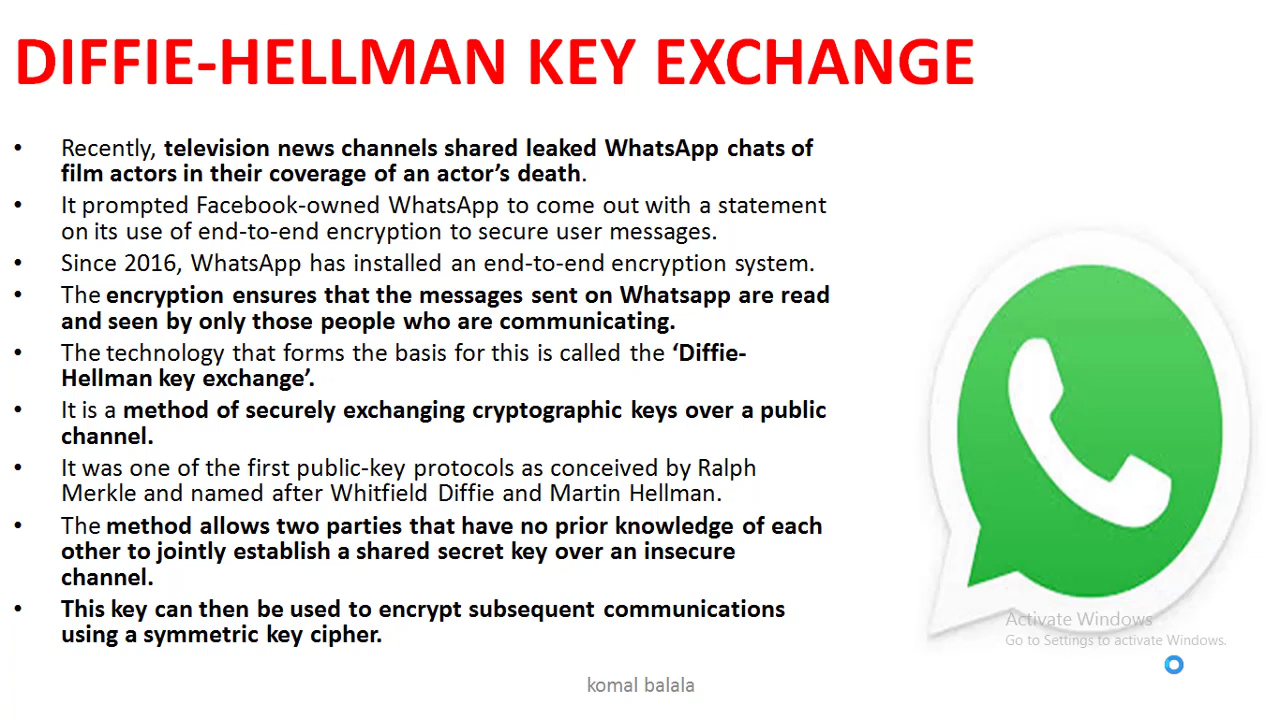 DIFFIE-HELLMAN KEY EXCHANGE
• Recently, television news channels shared leaked WhatsApp chats of
film actors in their coverage of an actor’s death.
• It prompted Facebook-owned WhatsApp to come out with a statement
on its use of end-to-end encryption to secure user messages.
• Since 2016, WhatsApp has installed an end-to-end encryption system.
• The encryption ensures that the messages sent on Whatsapp are read
and seen by only those people who are communicating.
• The technology that forms the basis for this is called the ‘Diffie-
Hellman key exchange’.
• It is a method of securely exchanging cryptographic keys over a public
channel.
• It was one of the first public-key protocols as conceived by Ralph
Merkle and named after Whitfield Diffie and Martin Hellman.
• The method allows two parties that have no prior knowledge of each
other to jointly establish a shared secret key over an insecure
channel.
• This key can then be used to encrypt subsequent communications
using a symmetric key cipher.
Activate Windows
Go to Settings to activate Windows.
komal balala